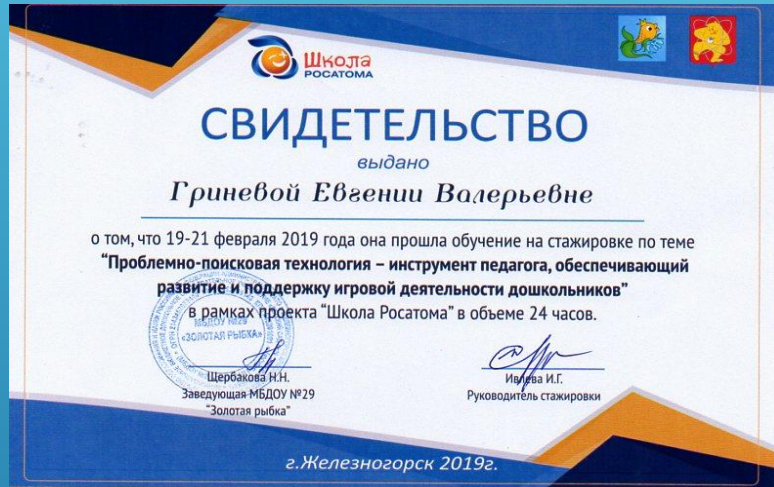 Школа
РОСАТОМА
СВИДЕТЕЛЬСТВО
выдано
Гриневой Евгении Валерьевне
о том, что 19-21 февраля 2019 года она прошла обучение на стажировке по теме
“Проблемно-поисковая технология – инструмент педагога, обеспечивающий
развитие и поддержку игровой деятельности дошкольников”
в рамках проекта “Школа Росатома” в объеме 24 часов.
МБДОУ №29
«ЗОЛОТАЯ РЫБКА»
Щербакова Н.Н.
Заведующая МБДОУ №29
“Золотая рыбка”
Ивлева И.Г.
Руководитель стажировки
г.Железногорск 2019г.